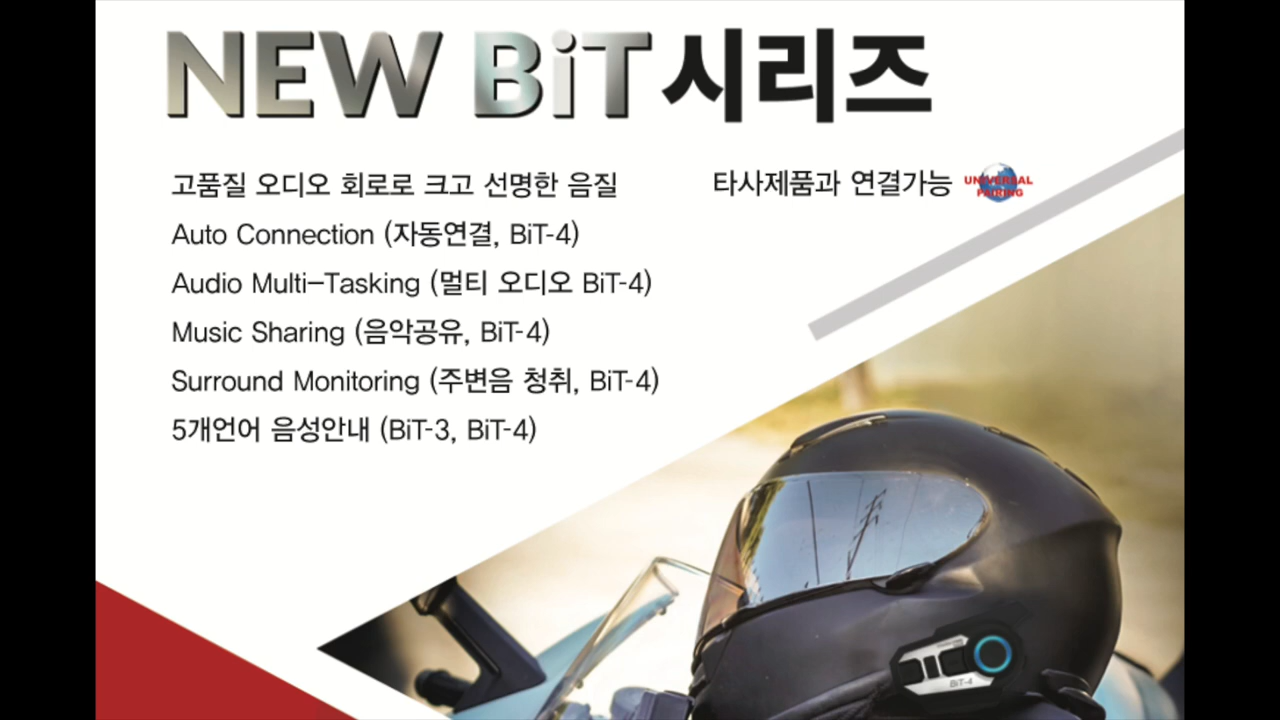 NEW BiT 시리즈
고품질 오디오 회로로 크고 선명한 음질
타사제품과 연결가능
UNIVERSAL
PAIRING
Auto Connection (자동연결, BiT-4)
Audio Multi-Tasking (멀티 오디오 BiT-4)
Music Sharing (음악공유, BiT-4)
Surround Monitoring (주변음 청취, BiT-4)
5개언어 음성안내 (BiT-3, BiT-4)
BiT-4